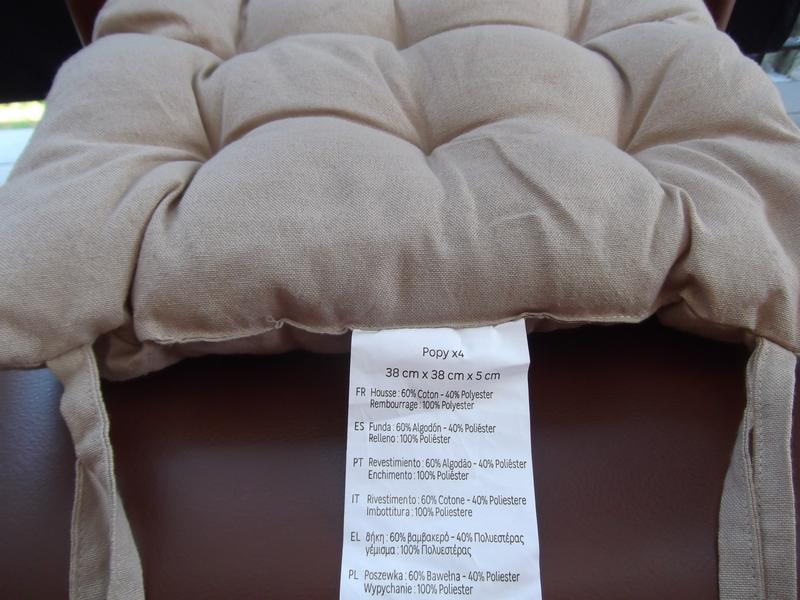 Popy x4
38 cm x 38 cm x 5 cm
FR Housse : 60% Coton - 40% Polyester
Rembourrage : 100% Polyester
ES Funda : 60% Algodón - 40% Poliéster
Relleno : 100% Poliéster
PT Revestimiento : 60% Algodão - 40% Poliéster
Enchimento : 100% Poliéster
IT Rivestimento : 60% Cotone - 40% Poliestere
Imbottitura : 100% Poliestere
EL θήκη : 60% βαμβακερό - 40% Πολυεστέρας
γέμισμα : 100% Πολυεστέρας
PL Poszewka : 60% Bawełna - 40% Poliester
Wypychanie : 100% Poliester